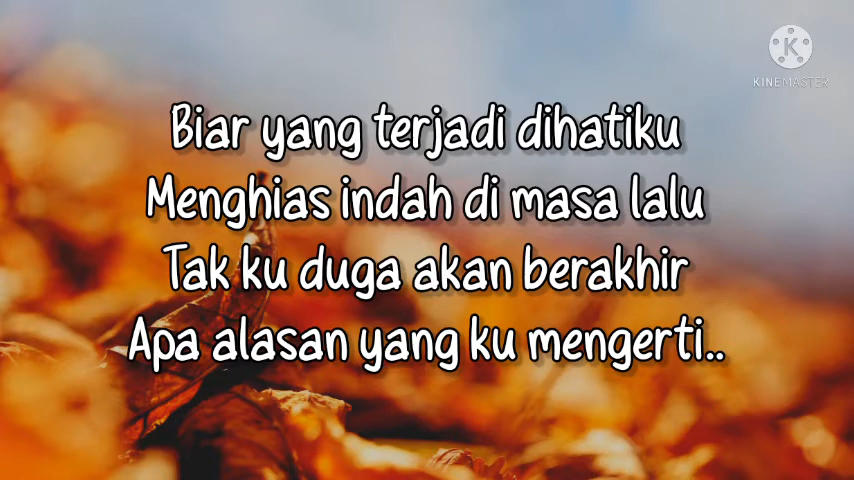 KINEMASTER
Biar yang terjadi dihatiku
Menghias indah di masa lalu
Tak ku duga akan berakhir
Apa alasan yang ku mengerti..